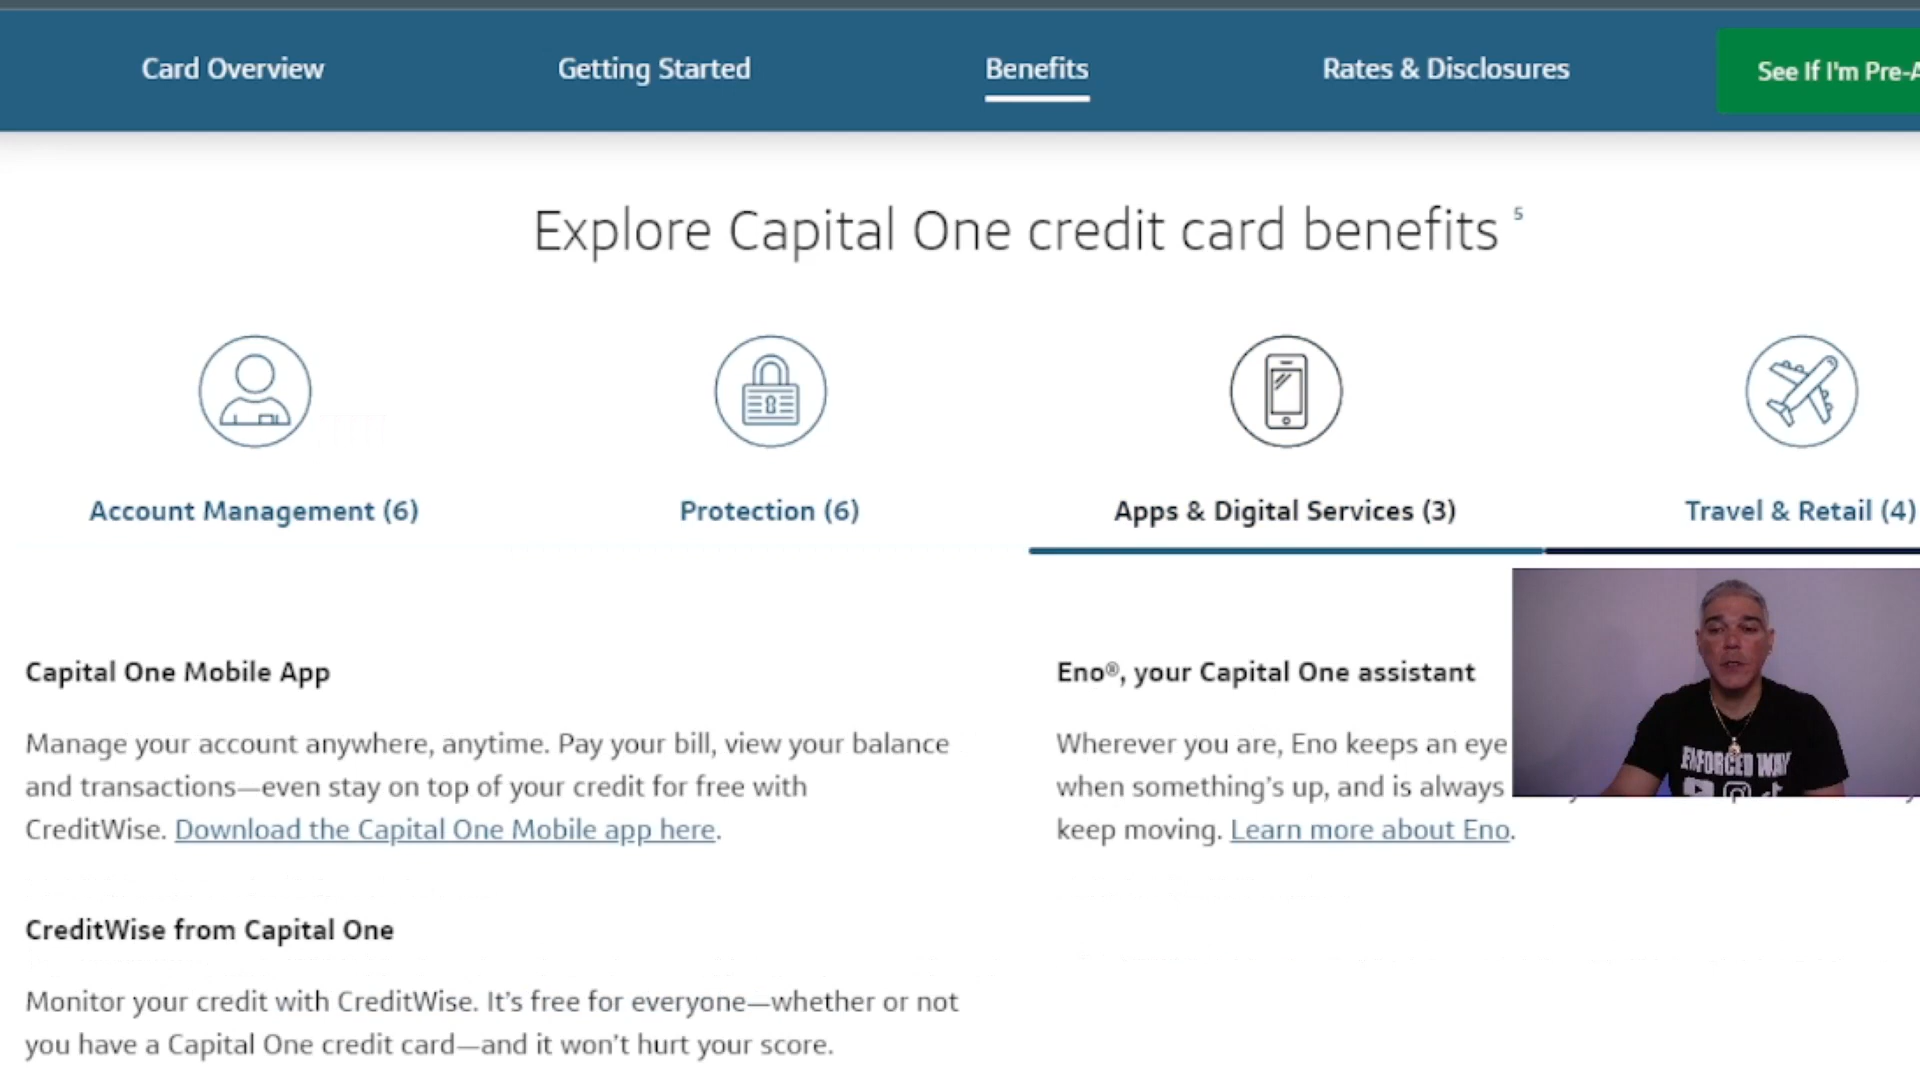 Card Overview
Getting Started
Benefits
Rates & Disclosures
See If I'm Pre-A
Explore Capital One credit card benefits 5
Account Management (6)
Protection (6)
Apps & Digital Services (3)
Travel & Retail (4)
Capital One Mobile App
Manage your account anywhere, anytime. Pay your bill, view your balance
and transactions—even stay on top of your credit for free with
CreditWise. Download the Capital One Mobile app here.
Eno®, your Capital One assistant
Wherever you are, Eno keeps an eye
when something's up, and is always
keep moving. Learn more about Eno.
ENFORCED WAY
CreditWise from Capital One
Monitor your credit with CreditWise. It's free for everyone—whether or not
you have a Capital One credit card—and it won't hurt your score.